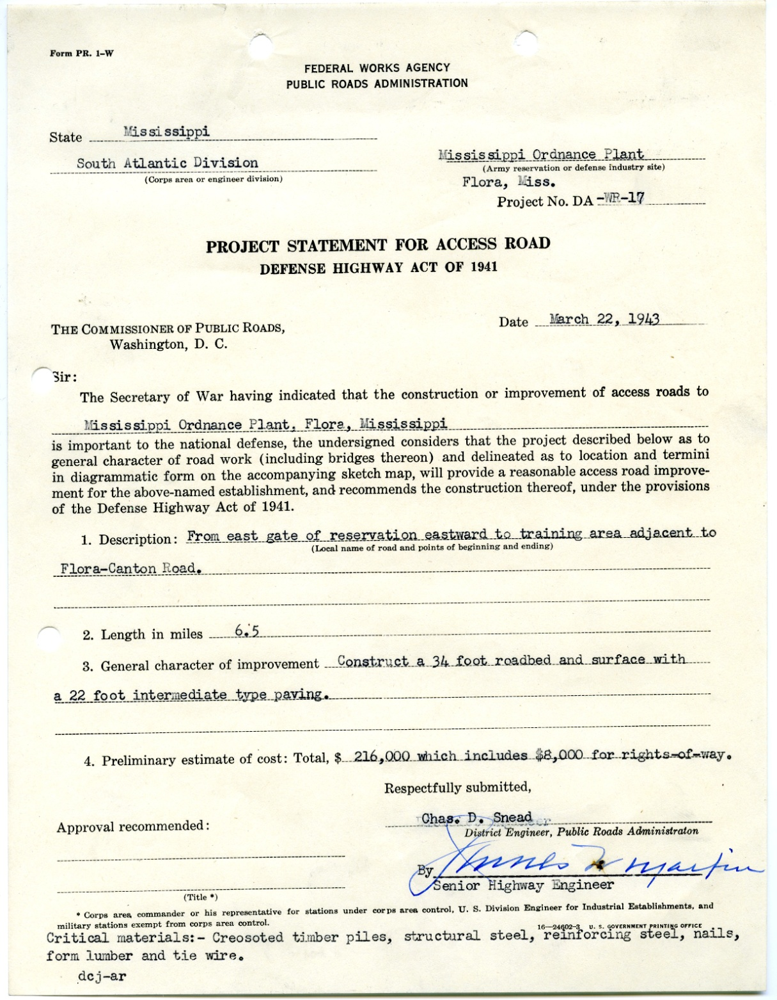 Form PR. 1–W
FEDERAL WORKS AGENCY
PUBLIC ROADS ADMINISTRATION
State Mississippi
South Atlantic Division
(Corps area or engineer division)
Mississippi Ordnance Plant
(Army reservation or defense industry site)
Flora, Miss.
Project No. DA -WR-17
PROJECT STATEMENT FOR ACCESS ROAD
DEFENSE HIGHWAY ACT OF 1941
Date March 22, 1943
THE COMMISSIONER OF PUBLIC ROADS,
Washington, D. C.
Sir:
The Secretary of War having indicated that the construction or improvement of access roads to
Mississippi Ordnance Plant, Flora, Mississippi
is important to the national defense, the undersigned considers that the project described below as to
general character of road work (including bridges thereon) and delineated as to location and termini
in diagrammatic form on the accompanying sketch map, will provide a reasonable access road improve-
ment for the above-named establishment, and recommends the construction thereof, under the provisions
of the Defense Highway Act of 1941.
1. Description: From east gate of reservation eastward to training area adjacent to
(Local name of road and points of beginning and ending)
Flora-Canton Road.
2. Length in miles 6.5
3. General character of improvement Construct a 34 foot roadbed and surface with
a 22 foot intermediate type paving.
4. Preliminary estimate of cost: Total, $ 216,000 which includes $8,000 for rights-of-way.
Respectfully submitted,
Chas. D. Snead
Approval recommended:
District Engineer, Public Roads Administraton
By Martin
Senior Highway Engineer
(Title *)
* Corps area commander or his representative for stations under corps area control, U. S. Division Engineer for Industrial Establishments, and
military stations exempt from corps area control.
16—24602-3 U. S. GOVERNMENT PRINTING OFFICE
Critical materials:- Creosoted timber piles, structural steel, reinforcing steel, nails,
form lumber and tie wire.
dcj-ar